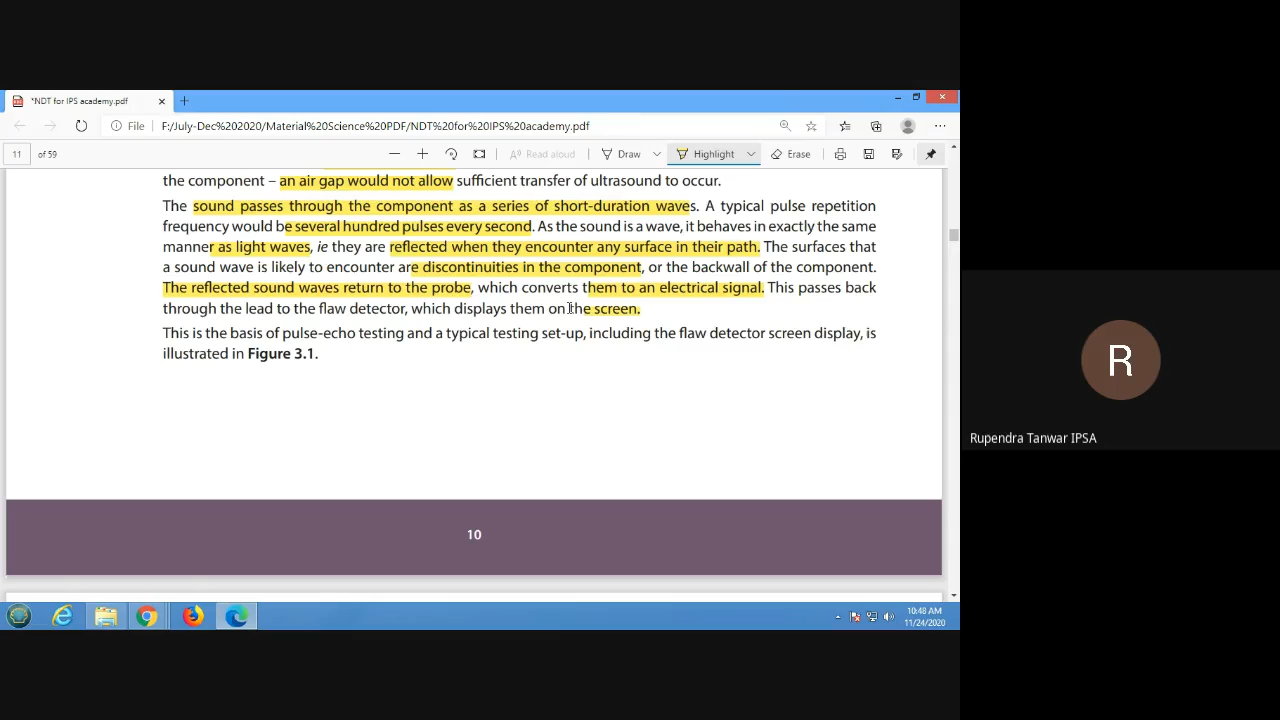 *NDT for IPS academy.pdf
File
F:/July-Dec%202020/Material%20Science%20PDF/NDT%20for%20IPS%20academy.pdf
11 of 59
Read aloud
Draw
Highlight
Erase
the component – an air gap would not allow sufficient transfer of ultrasound to occur.
The sound passes through the component as a series of short-duration waves. A typical pulse repetition
frequency would be several hundred pulses every second. As the sound is a wave, it behaves in exactly the same
manner as light waves, ie they are reflected when they encounter any surface in their path. The surfaces that
a sound wave is likely to encounter are discontinuities in the component, or the backwall of the component.
The reflected sound waves return to the probe, which converts them to an electrical signal. This passes back
through the lead to the flaw detector, which displays them on the screen.
This is the basis of pulse-echo testing and a typical testing set-up, including the flaw detector screen display, is
illustrated in Figure 3.1.
10
R
Rupendra Tanwar IPSA
10:48 AM
11/24/2020